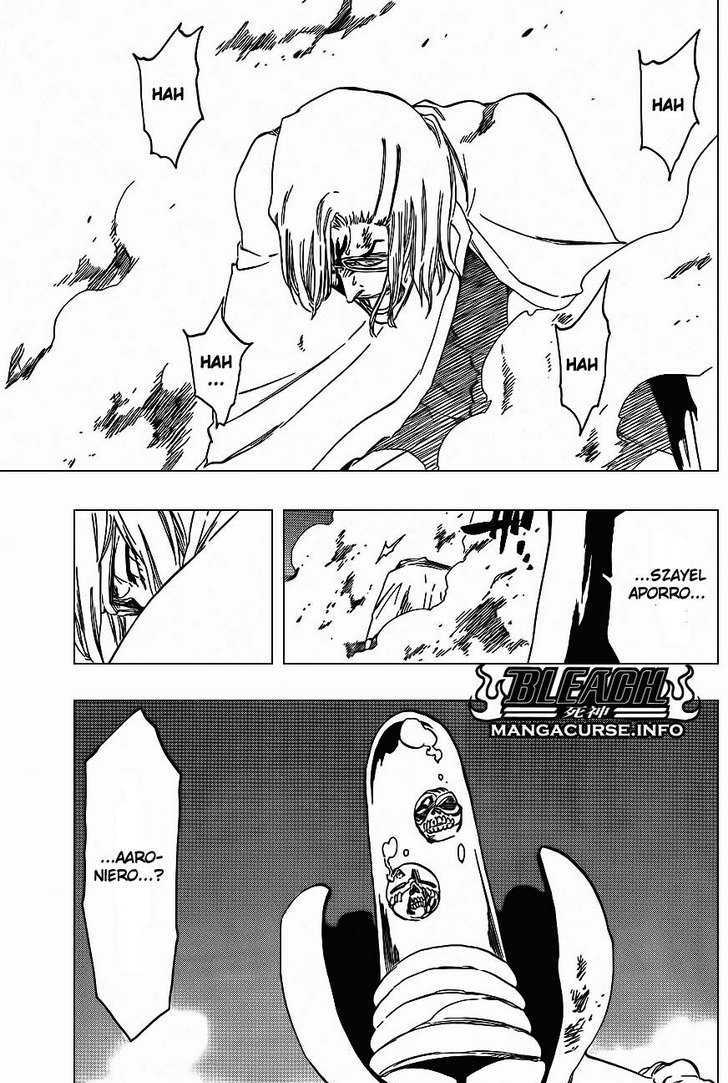 HAH
HAH
HAH
HAH
...
...SZAYEL
APORRO...
BLEACH
死神
MANGACURSE.INFO
...AARO-
NIERO...?